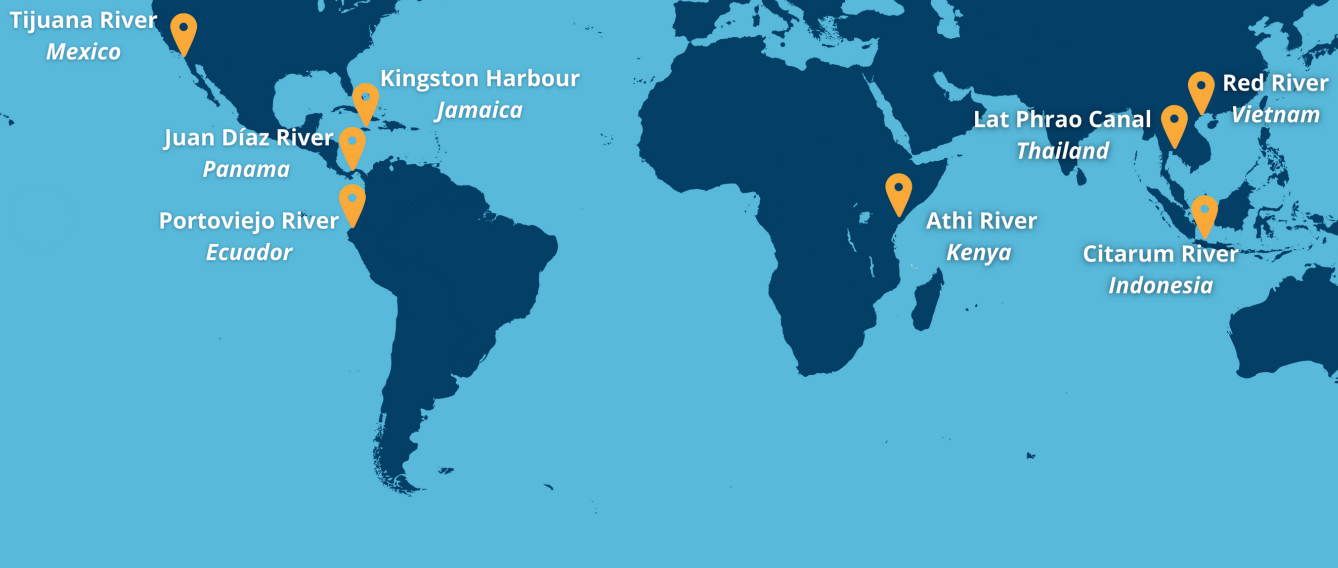 Tijuana River
Mexico
Kingston Harbour
Jamaica
Juan Díaz River
Panama
Portoviejo River
Ecuador
Athi River
Kenya
Red River
Vietnam
Lat Phrao Canal
Thailand
Citarum River
Indonesia